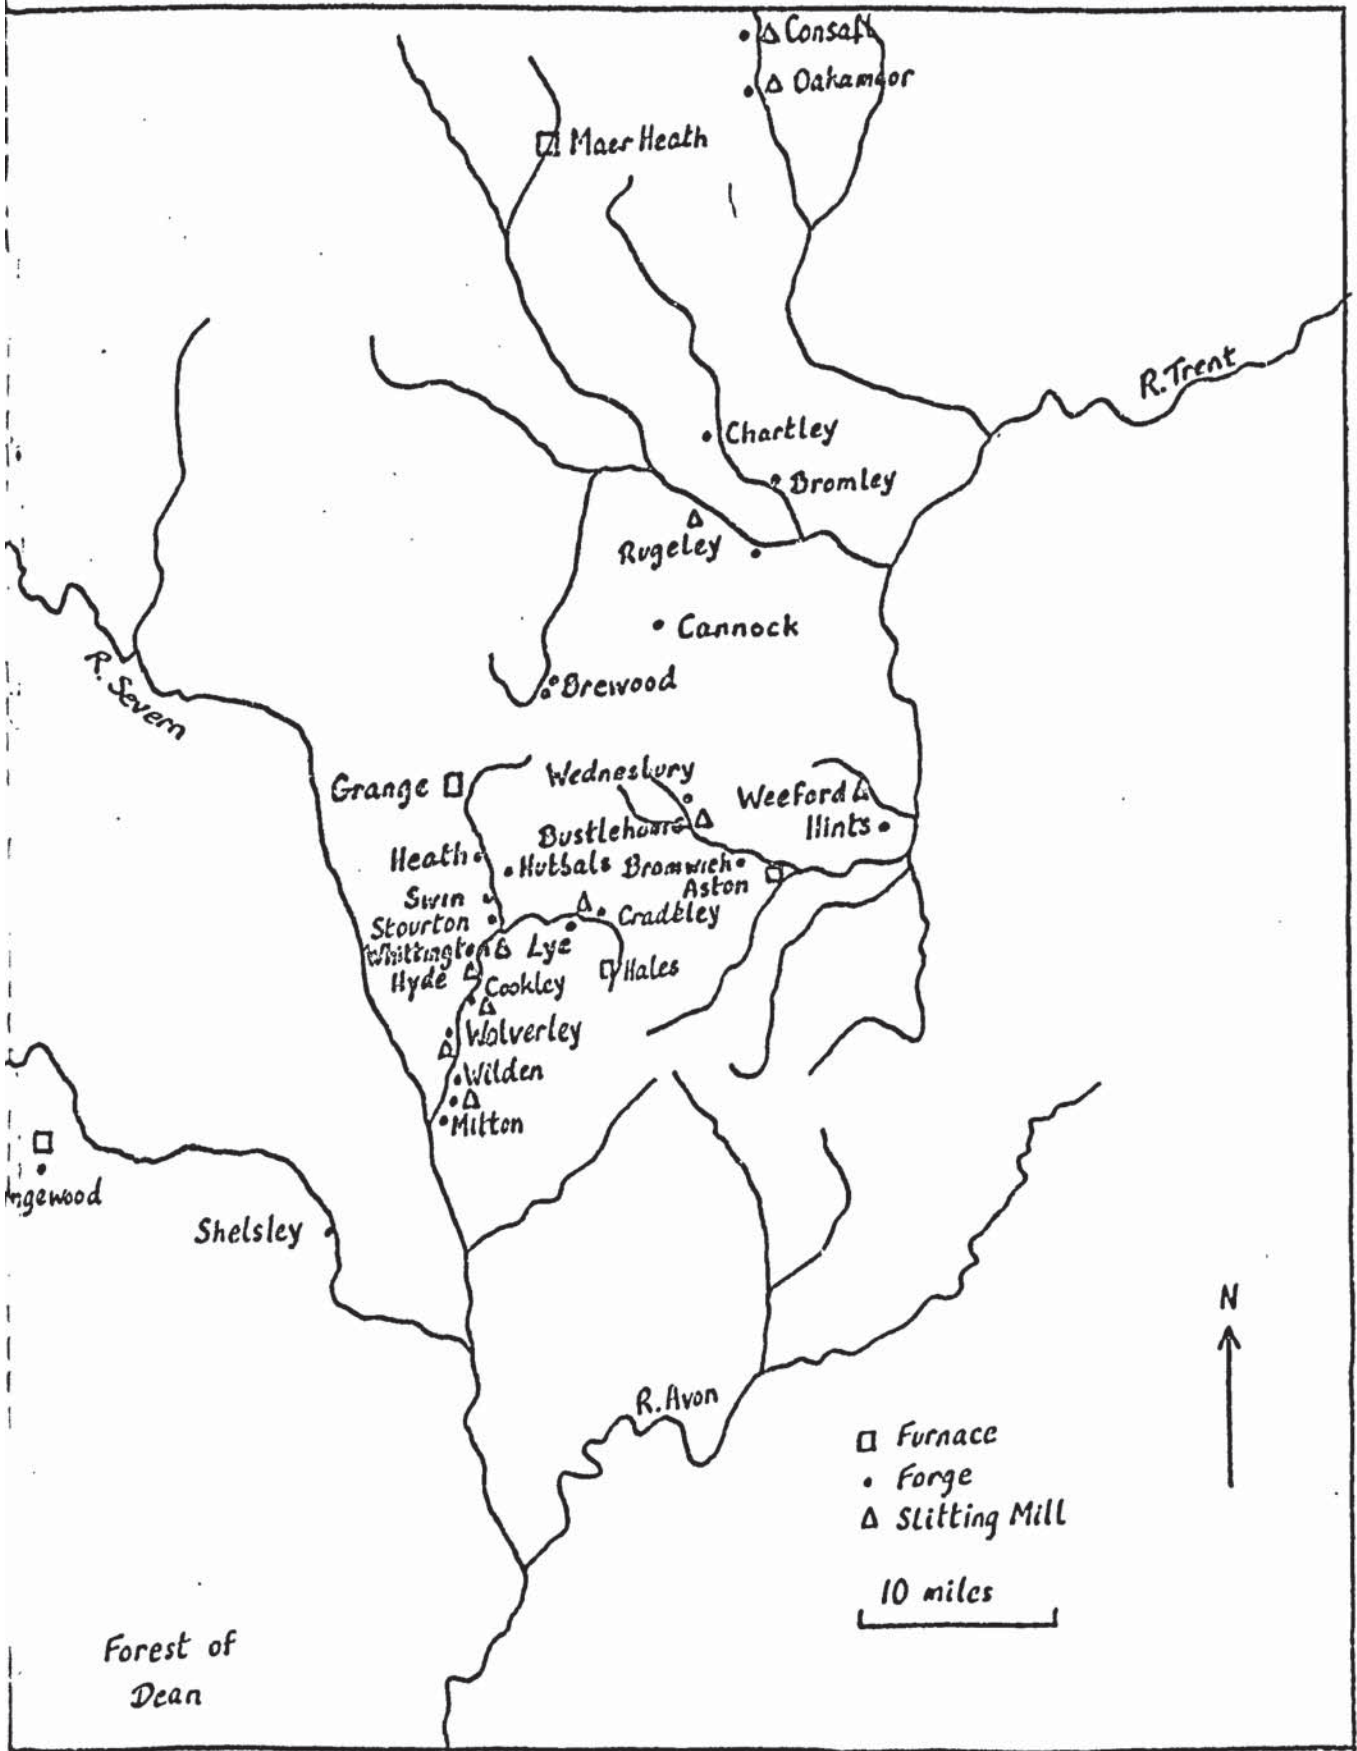 Consall
Oakamoor
Maer Heath
R. Trent
Chartley
Bromley
Rugeley
Cannock
Brewood
R. Severn
Grange
Wednesbury
Weeford
Hints
Heath
Hutbals
Bromwich
Aston
Swin
Stourton
Cradley
Whittington
Lye
Hyde
Hales
Cookley
Wolverley
Wilden
Mitton
ngewood
Shelsley
R. Avon
N
Furnace
Forge
Slitting Mill
10 miles
Forest of
Dean